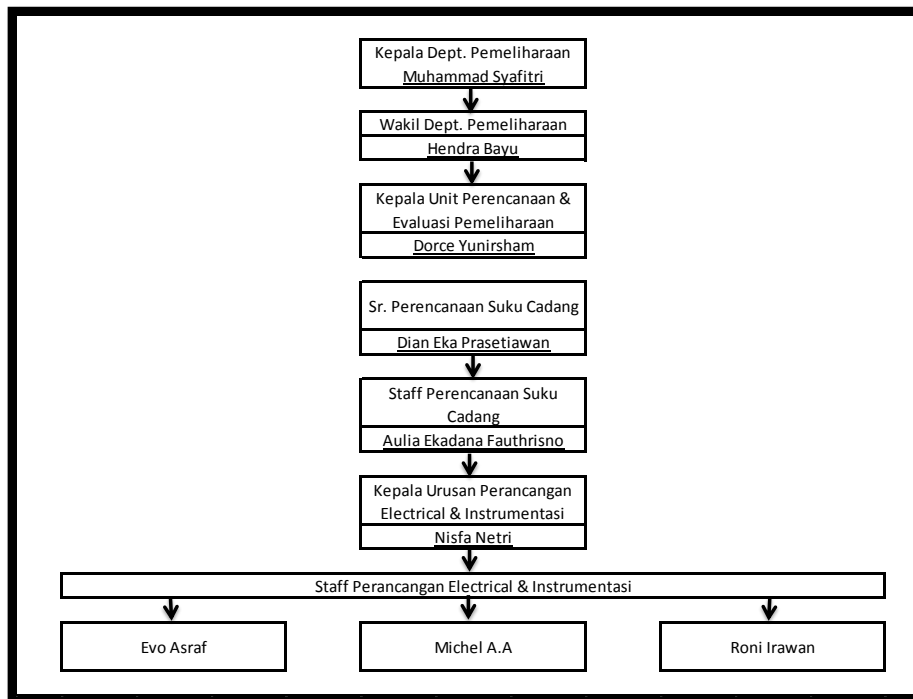 Kepala Dept. Pemeliharaan
Muhammad Syafitri
Wakil Dept. Pemeliharaan
Hendra Bayu
Kepala Unit Perencanaan &
Evaluasi Pemeliharaan
Dorce Yunirsham
Sr. Perencanaan Suku Cadang
Dian Eka Prasetiawan
Staff Perencanaan Suku
Cadang
Aulia Ekadana Fauthrisno
Kepala Urusan Perancangan
Electrical & Instrumentasi
Nisfa Netri
Staff Perancangan Electrical & Instrumentasi
Evo Asraf
Michel A.A
Roni Irawan